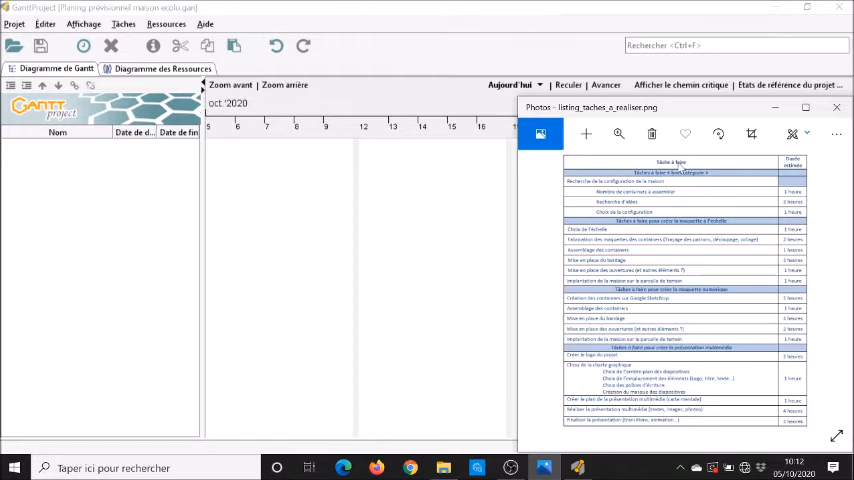 GanttProject [Planing prévisionnel maison ecolo.gan]
Projet Éditer Affichage Tâches Ressources Aide
Rechercher <Ctrl+F>
Diagramme de Gantt Diagramme des Ressources
Zoom avant | Zoom arrière Aujourd'hui | Reculer | Avancer Afficher le chemin critique | Etats de référence du projet ...
GANTT project
oct. '2020
Nom Date de d... Date de fin
5 6 7 8 9 10 11 12 13 14 15 16
Photos - listing_taches_a_realiser.png
Tâche à faire Durée estimée
Tâches à faire « hors catégorie »
Recherche de la configuration de la maison
Nombre de containers à assembler 1 heure
Recherche d'idées 2 heures
Choix de la configuration 1 heure
Tâches à faire pour créer la maquette à l'échelle
Choix de l'échelle 1 heure
Fabrication des maquettes des containers (traçage des patrons, découpage, collage) 2 heures
Assemblage des containers heures
Mise en place du bardage 2 heures
Mise en place des ouvertures (et autres éléments ?) 1 heure
Implantation de la maison sur la parcelle de terrain 1 heure
Tâches à faire pour créer la maquette numérique
Création des containers sur Google SketchUp heures
Assemblage des containers 1 heure
Mise en place du bardage 2 heures
Mise en place des ouvertures (et autres éléments ?) 2 heures
Implantation de la maison sur la parcelle de terrain 1 heure
Tâches à faire pour créer la présentation multimédia
Créer le logo du projet 2 heures
Choix de la charte graphique
Choix de l'arrière-plan des diapositives
Choix de l'emplacement des éléments (Logo, titre, texte...) 1 heure
Choix des polices d'écriture
Création du masque des diapositives
Créer le plan de la présentation multimédia (carte mentale) 1 heure
Réaliser la présentation multimédia (textes, images, photos) 4 heures
Finaliser la présentation (transitions, animation...) 2 heures
Taper ici pour rechercher
10:12
05/10/2020